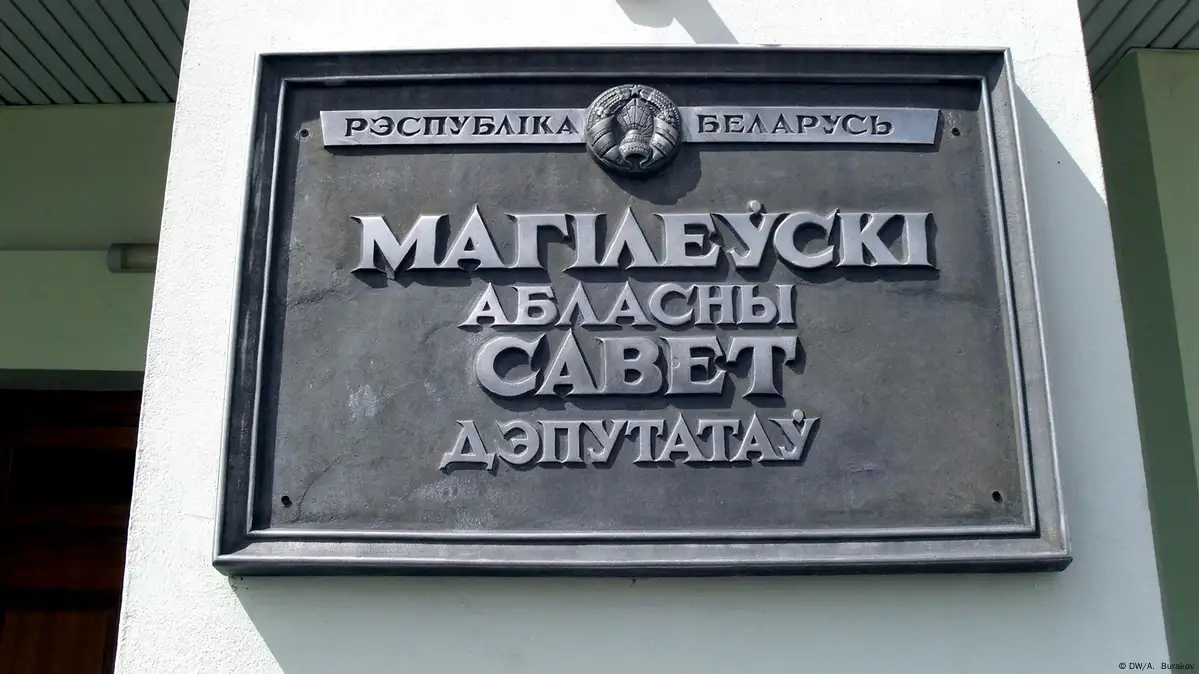 РЭСПУБЛІКА БЕЛАРУСЬ
МАГІЛЕЎСКІ
АБЛАСНЫ
САВЕТ
ДЭПУТАТАЎ
© DW/A. Burakov